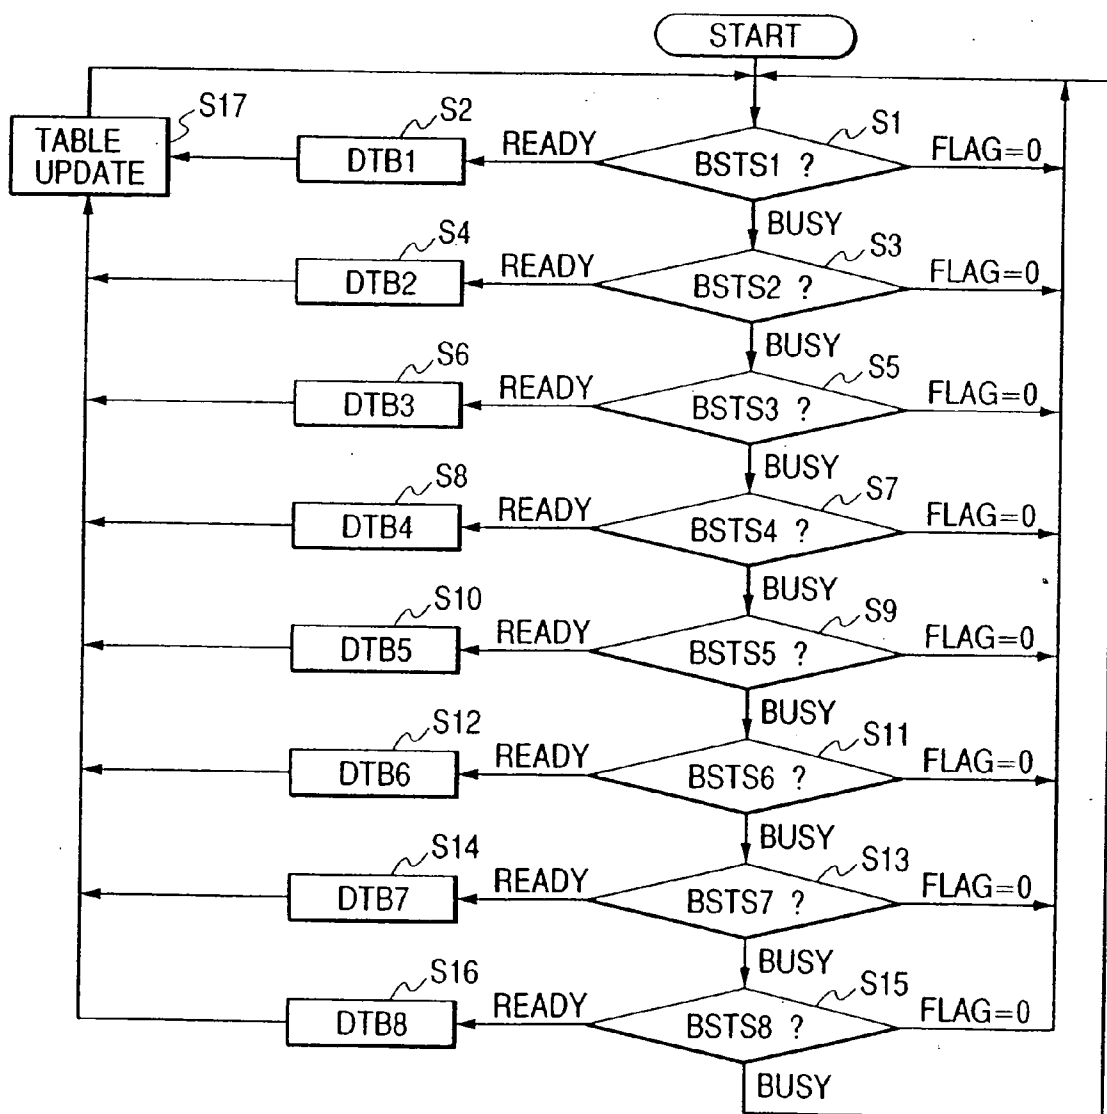 START
S17
TABLE
UPDATE
S2
DTB1
READY
S1
BSTS1 ?
FLAG=0
BUSY
S4
DTB2
READY
S3
BSTS2 ?
FLAG=0
BUSY
S6
DTB3
READY
S5
BSTS3 ?
FLAG=0
BUSY
S8
DTB4
READY
S7
BSTS4 ?
FLAG=0
BUSY
S10
DTB5
READY
S9
BSTS5 ?
FLAG=0
BUSY
S12
DTB6
READY
S11
BSTS6 ?
FLAG=0
BUSY
S14
DTB7
READY
S13
BSTS7 ?
FLAG=0
BUSY
S16
DTB8
READY
S15
BSTS8 ?
FLAG=0
BUSY